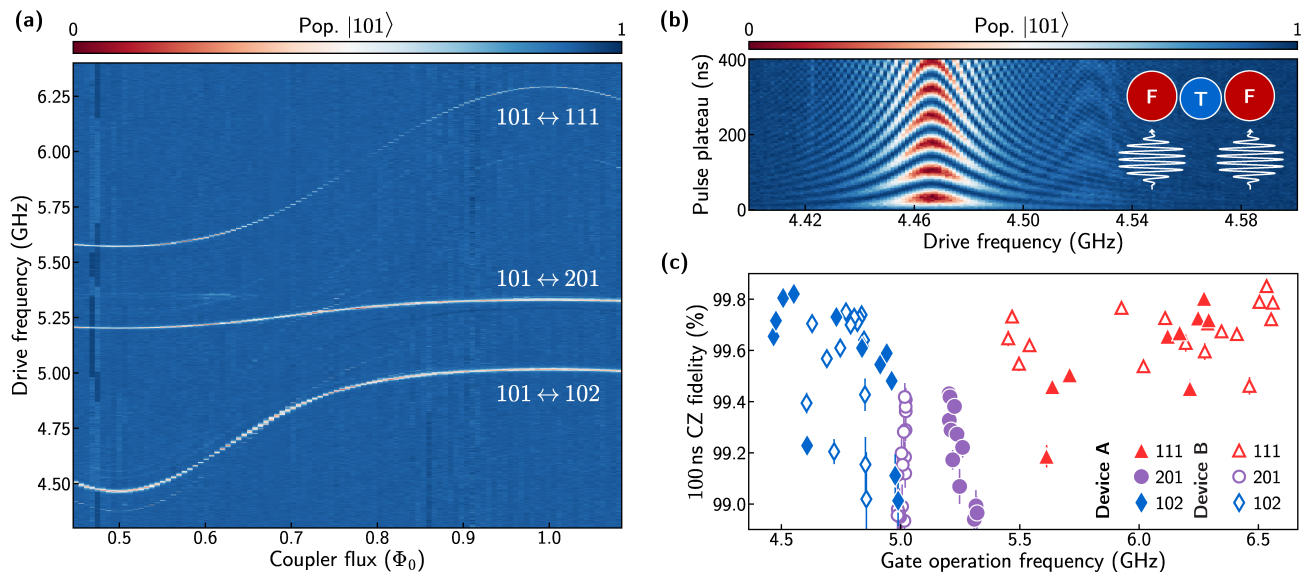 (a)
Pop. |101⟩
0
1
Drive frequency (GHz)
6.25
6.00
5.75
5.50
5.25
5.00
4.75
4.50
101↔111
101↔201
101↔102
0.5 0.6 0.7 0.8 0.9 1.0
Coupler flux (Φ₀)
(b)
Pop. |101⟩
0
1
Pulse plateau (ns)
400
200
0
F T F
4.42 4.46 4.50 4.54 4.58
Drive frequency (GHz)
(c)
100 ns CZ fidelity (%)
99.8
99.6
99.4
99.2
99.0
Device A
111
201
102
Device B
111
201
102
4.5 5.0 5.5 6.0 6.5
Gate operation frequency (GHz)